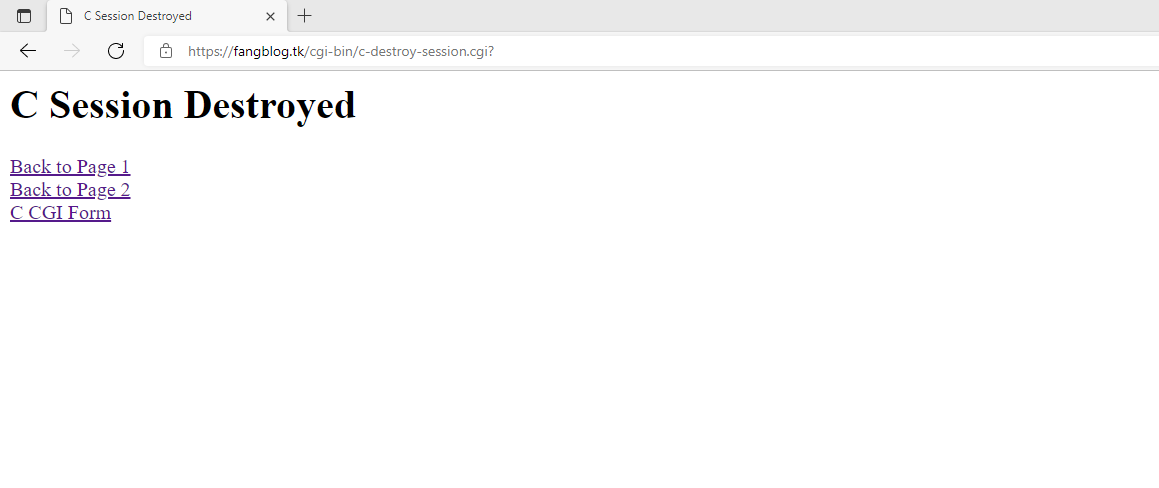 C Session Destroyed
https://fangblog.tk/cgi-bin/c-destroy-session.cgi?
C Session Destroyed
Back to Page 1
Back to Page 2
C CGI Form